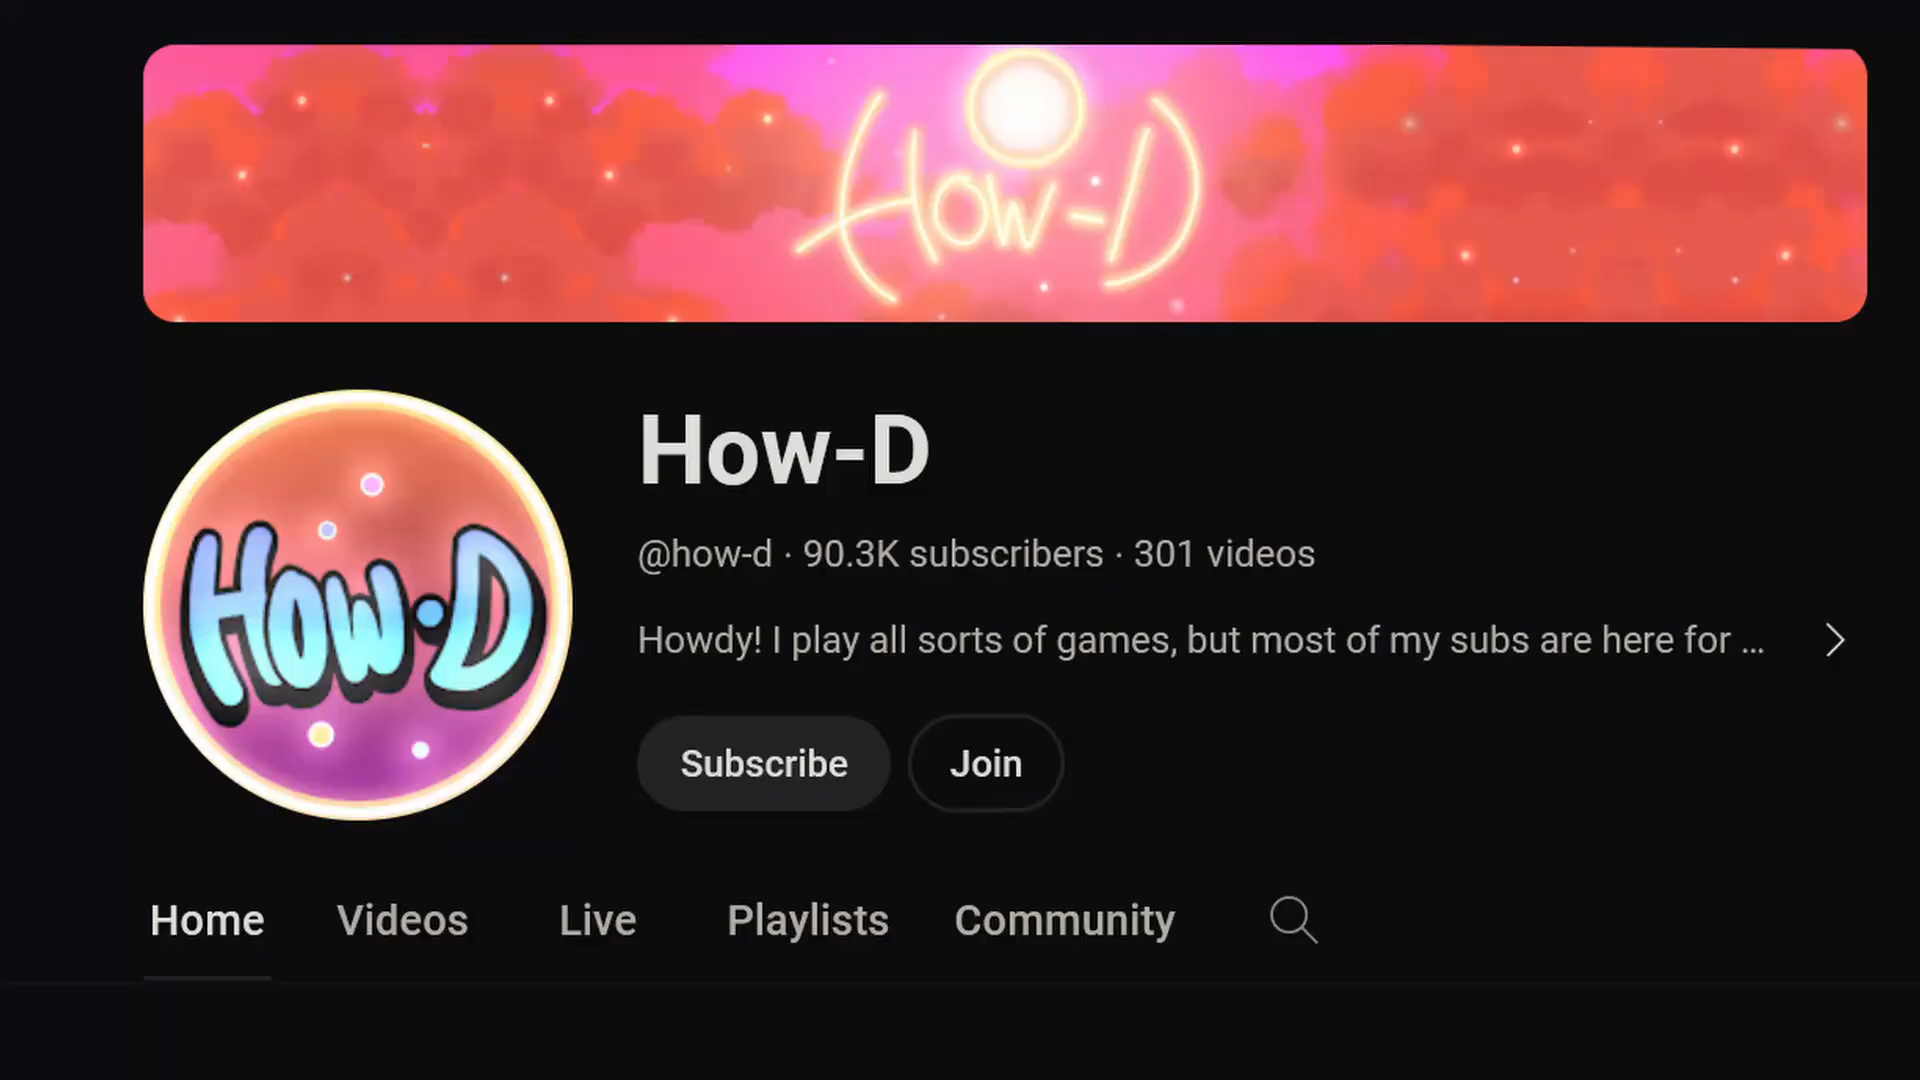 How-D
How-D
How-D
@how-d · 90.3K subscribers · 301 videos
Howdy! I play all sorts of games, but most of my subs are here for ...
Subscribe Join
Home Videos Live Playlists Community